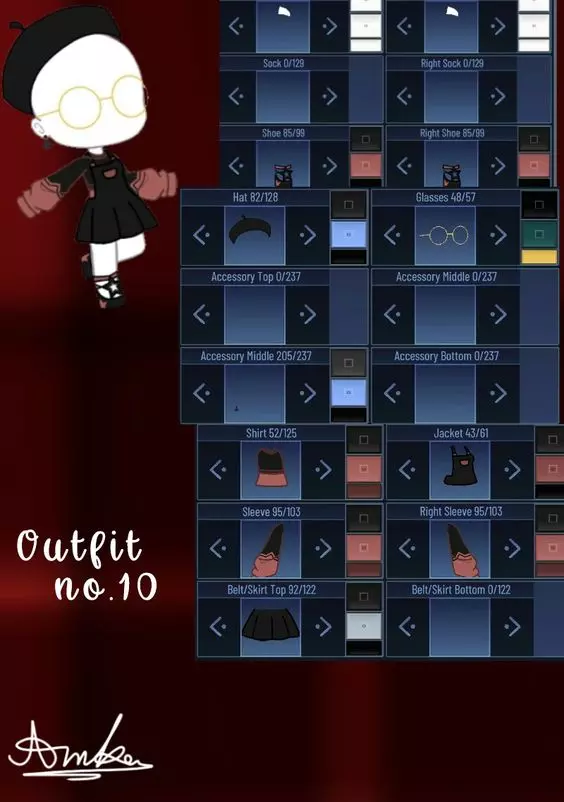 Sock 0/129
Right Sock 0/129
Shoe 85/99
Right Shoe 85/99
Hat 82/128
Glasses 48/57
Accessory Top 0/237
Accessory Middle 0/237
Accessory Middle 205/237
Accessory Bottom 0/237
Shirt 52/125
Jacket 43/61
Sleeve 95/103
Right Sleeve 95/103
Belt/Skirt Top 92/122
Belt/Skirt Bottom 0/122
Outfit
no.10